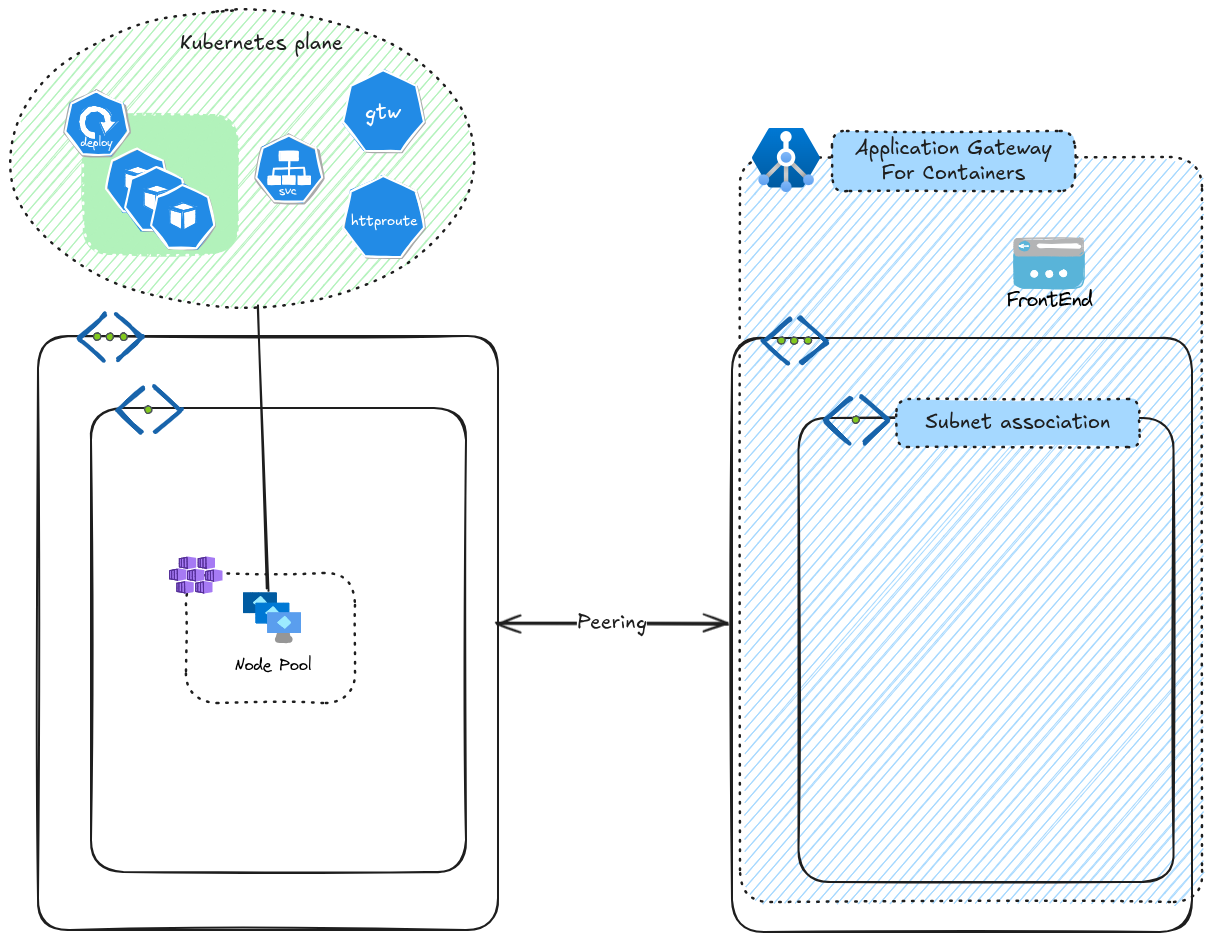 Kubernetes plane
deploy
svc
gtw
httproute
Application Gateway
For Containers
FrontEnd
Subnet association
Peering
Node Pool